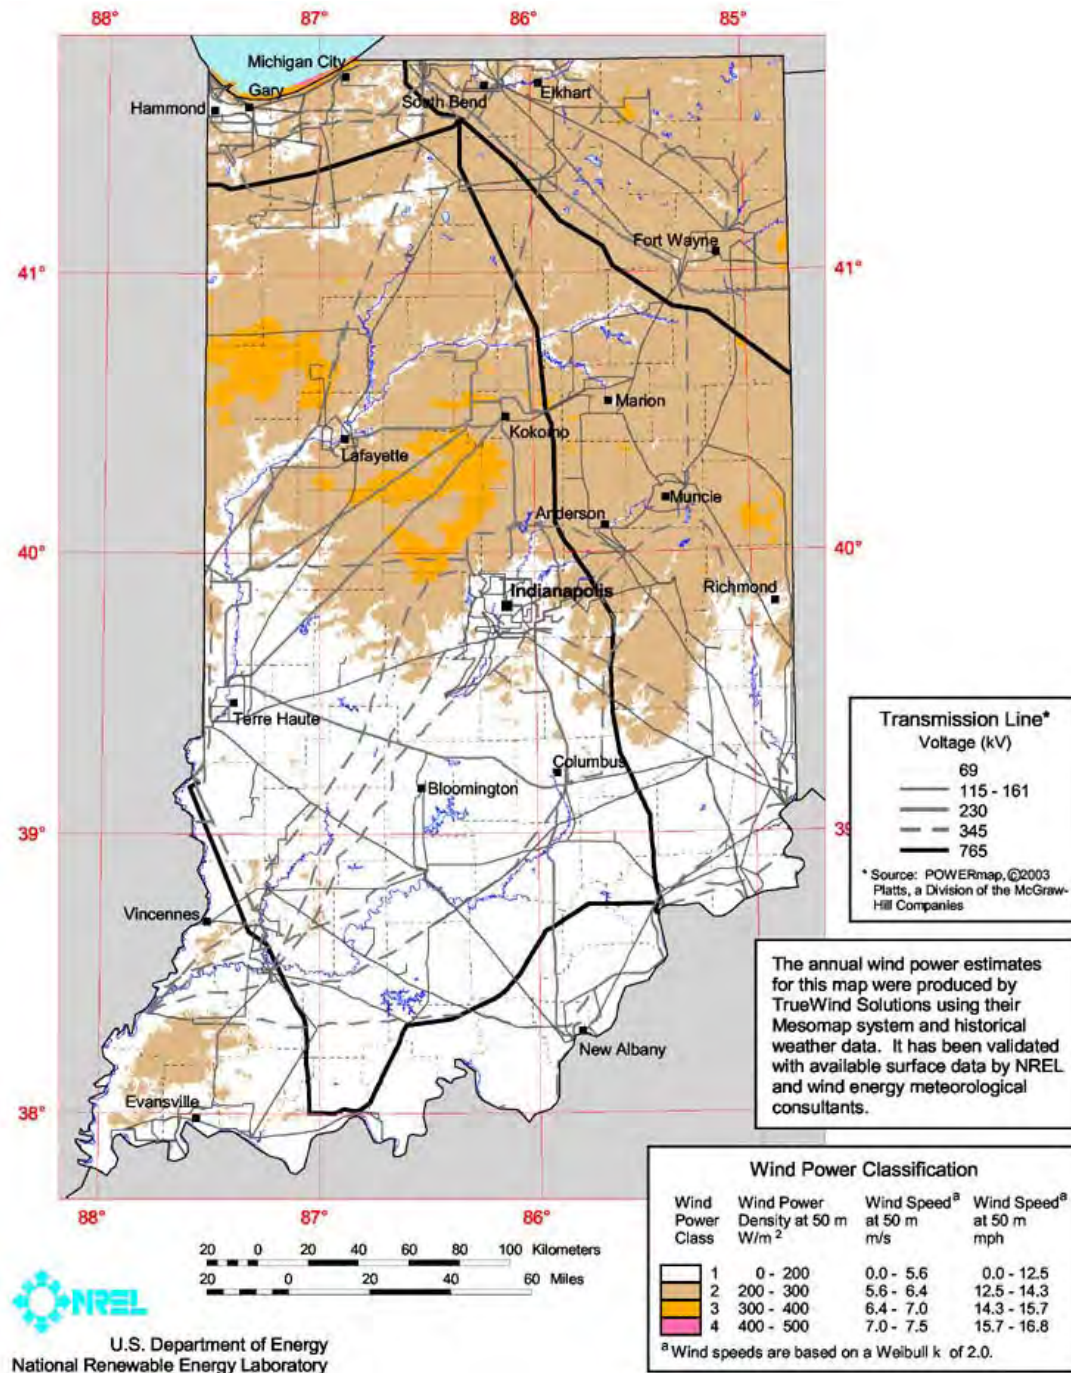 88°
87°
86°
85°
Michigan City
Gary
Hammond
South Bend
Elkhart
Fort Wayne
41°
41°
Marion
Kokomo
Lafayette
Muncie
Anderson
40°
40°
Indianapolis
Richmond
Terre Haute
Columbus
Bloomington
39°
39
Vincennes
New Albany
Evansville
38°
88°
87°
86°
Transmission Line*
Voltage (kV)
69
115 - 161
230
345
765
* Source: POWERmap, ©2003
Platts, a Division of the McGraw-
Hill Companies
The annual wind power estimates
for this map were produced by
TrueWind Solutions using their
Mesomap system and historical
weather data. It has been validated
with available surface data by NREL
and wind energy meteorological
consultants.
Wind Power Classification
Wind Wind Power Wind Speed a Wind Speed a
Power Density at 50 m at 50 m at 50 m
Class W/m 2 m/s mph
1 0 - 200 0.0 - 5.6 0.0 - 12.5
2 200 - 300 5.6 - 6.4 12.5 - 14.3
3 300 - 400 6.4 - 7.0 14.3 - 15.7
4 400 - 500 7.0 - 7.5 15.7 - 16.8
a Wind speeds are based on a Weibull k of 2.0.
20 0 20 40 60 80 100 Kilometers
20 0 20 40 60 Miles
NREL
U.S. Department of Energy
National Renewable Energy Laboratory